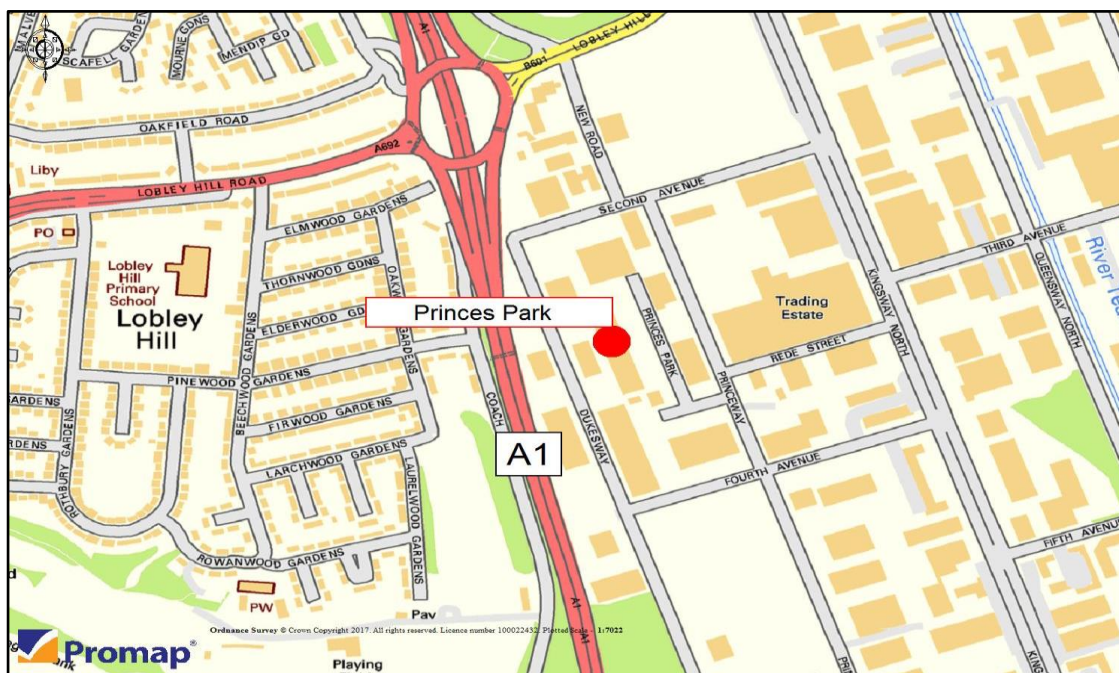 MENDIP GD
MOURNE GDNS
SCAFELL GARDENS
A1
B601
LOBLEY HILL
OAKFIELD ROAD
NEW ROAD
A692
Liby
LOBLEY HILL ROAD
SECOND AVENUE
PO
ELMWOOD GARDENS
THIRD AVENUE
Lobley
Hill
Primary
School
THORNWOOD GDNS
KINGSWAY NORTH
QUEENSWAY NORTH
Lobley
Hill
ELDERWOOD GD
GARDENS
Princes Park
PRINCES PARK
Trading
Estate
REDE STREET
PINEWOOD GARDENS
BEECHWOOD GARDENS
COACH
PRINCEWAY
GARDENS
FIRWOOD GARDENS
DUKESWAY
A1
ROTHBURY GARDENS
GARDENS
LARCHWOOD GARDENS
LAURELWOOD GARDENS
FOURTH AVENUE
ROWANWOOD GARDENS
FIFTH AVENUE
PW
Pav
A1
A1
Ordnance Survey © Crown Copyright 2017. All rights reserved. Licence number 100022432. Plotted Scale - 1:7022
Promap®
Playing